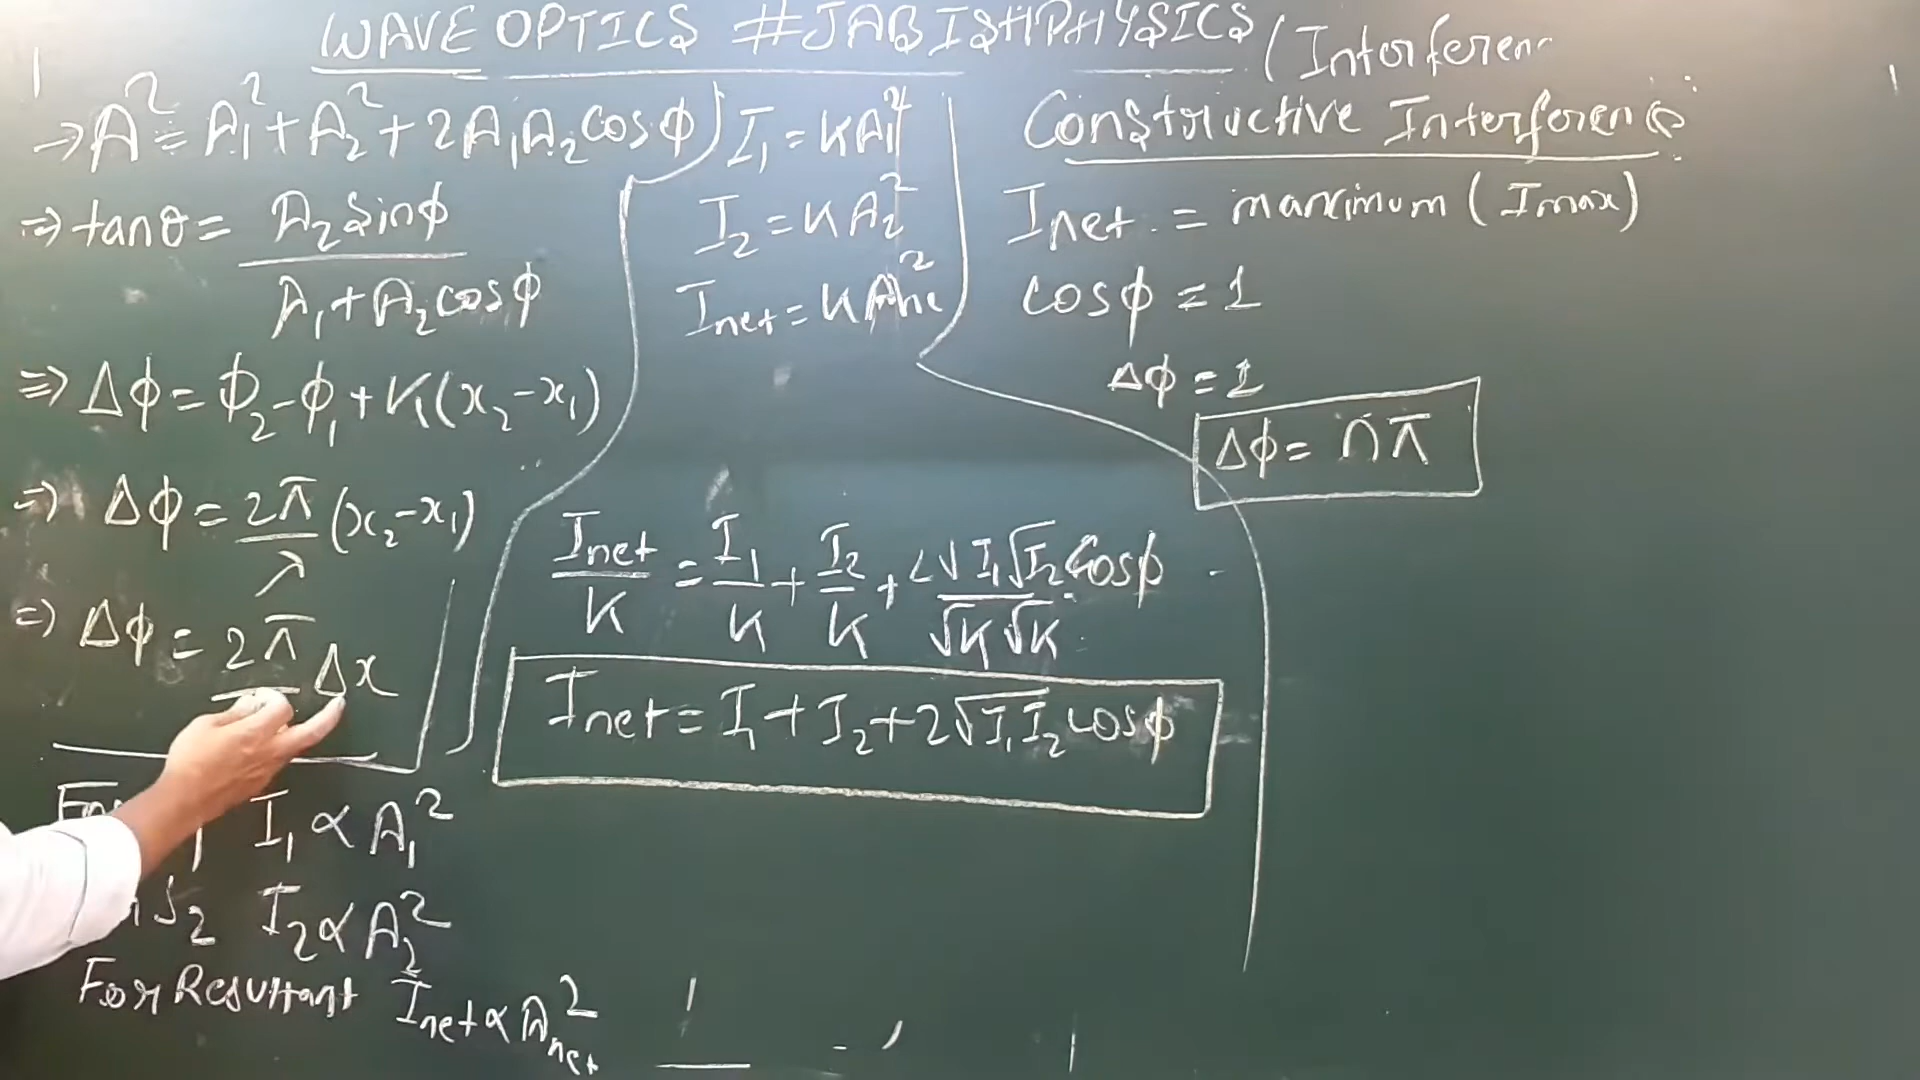 WAVE OPTICS #JABISHPHYSICS (Interferen
→ A² = A₁² + A₂² + 2A₁A₂cosϕ
⇒ tanθ = A₂sinϕ / A₁+A₂cosϕ
⇒ Δϕ = ϕ₂-ϕ₁+K(x₂-x₁)
⇒ Δϕ = 2π/λ (x₂-x₁)
⇒ Δϕ = 2π Δx
I₁ ∝ A₁²
S₂ I₂ ∝ A₂²
For Resultant Inet ∝ Anet²
I₁ = KA₁²
I₂ = KA₂²
Inet = KAne²
Inet/K = I₁/K + I₂/K + 2√I₁√I₂ cosϕ/√K√K
Inet = I₁ + I₂ + 2√I₁I₂ cosϕ
Constructive Interference
Inet = maximum (Imax)
cosϕ = 1
Δϕ = 1
Δϕ = nπ